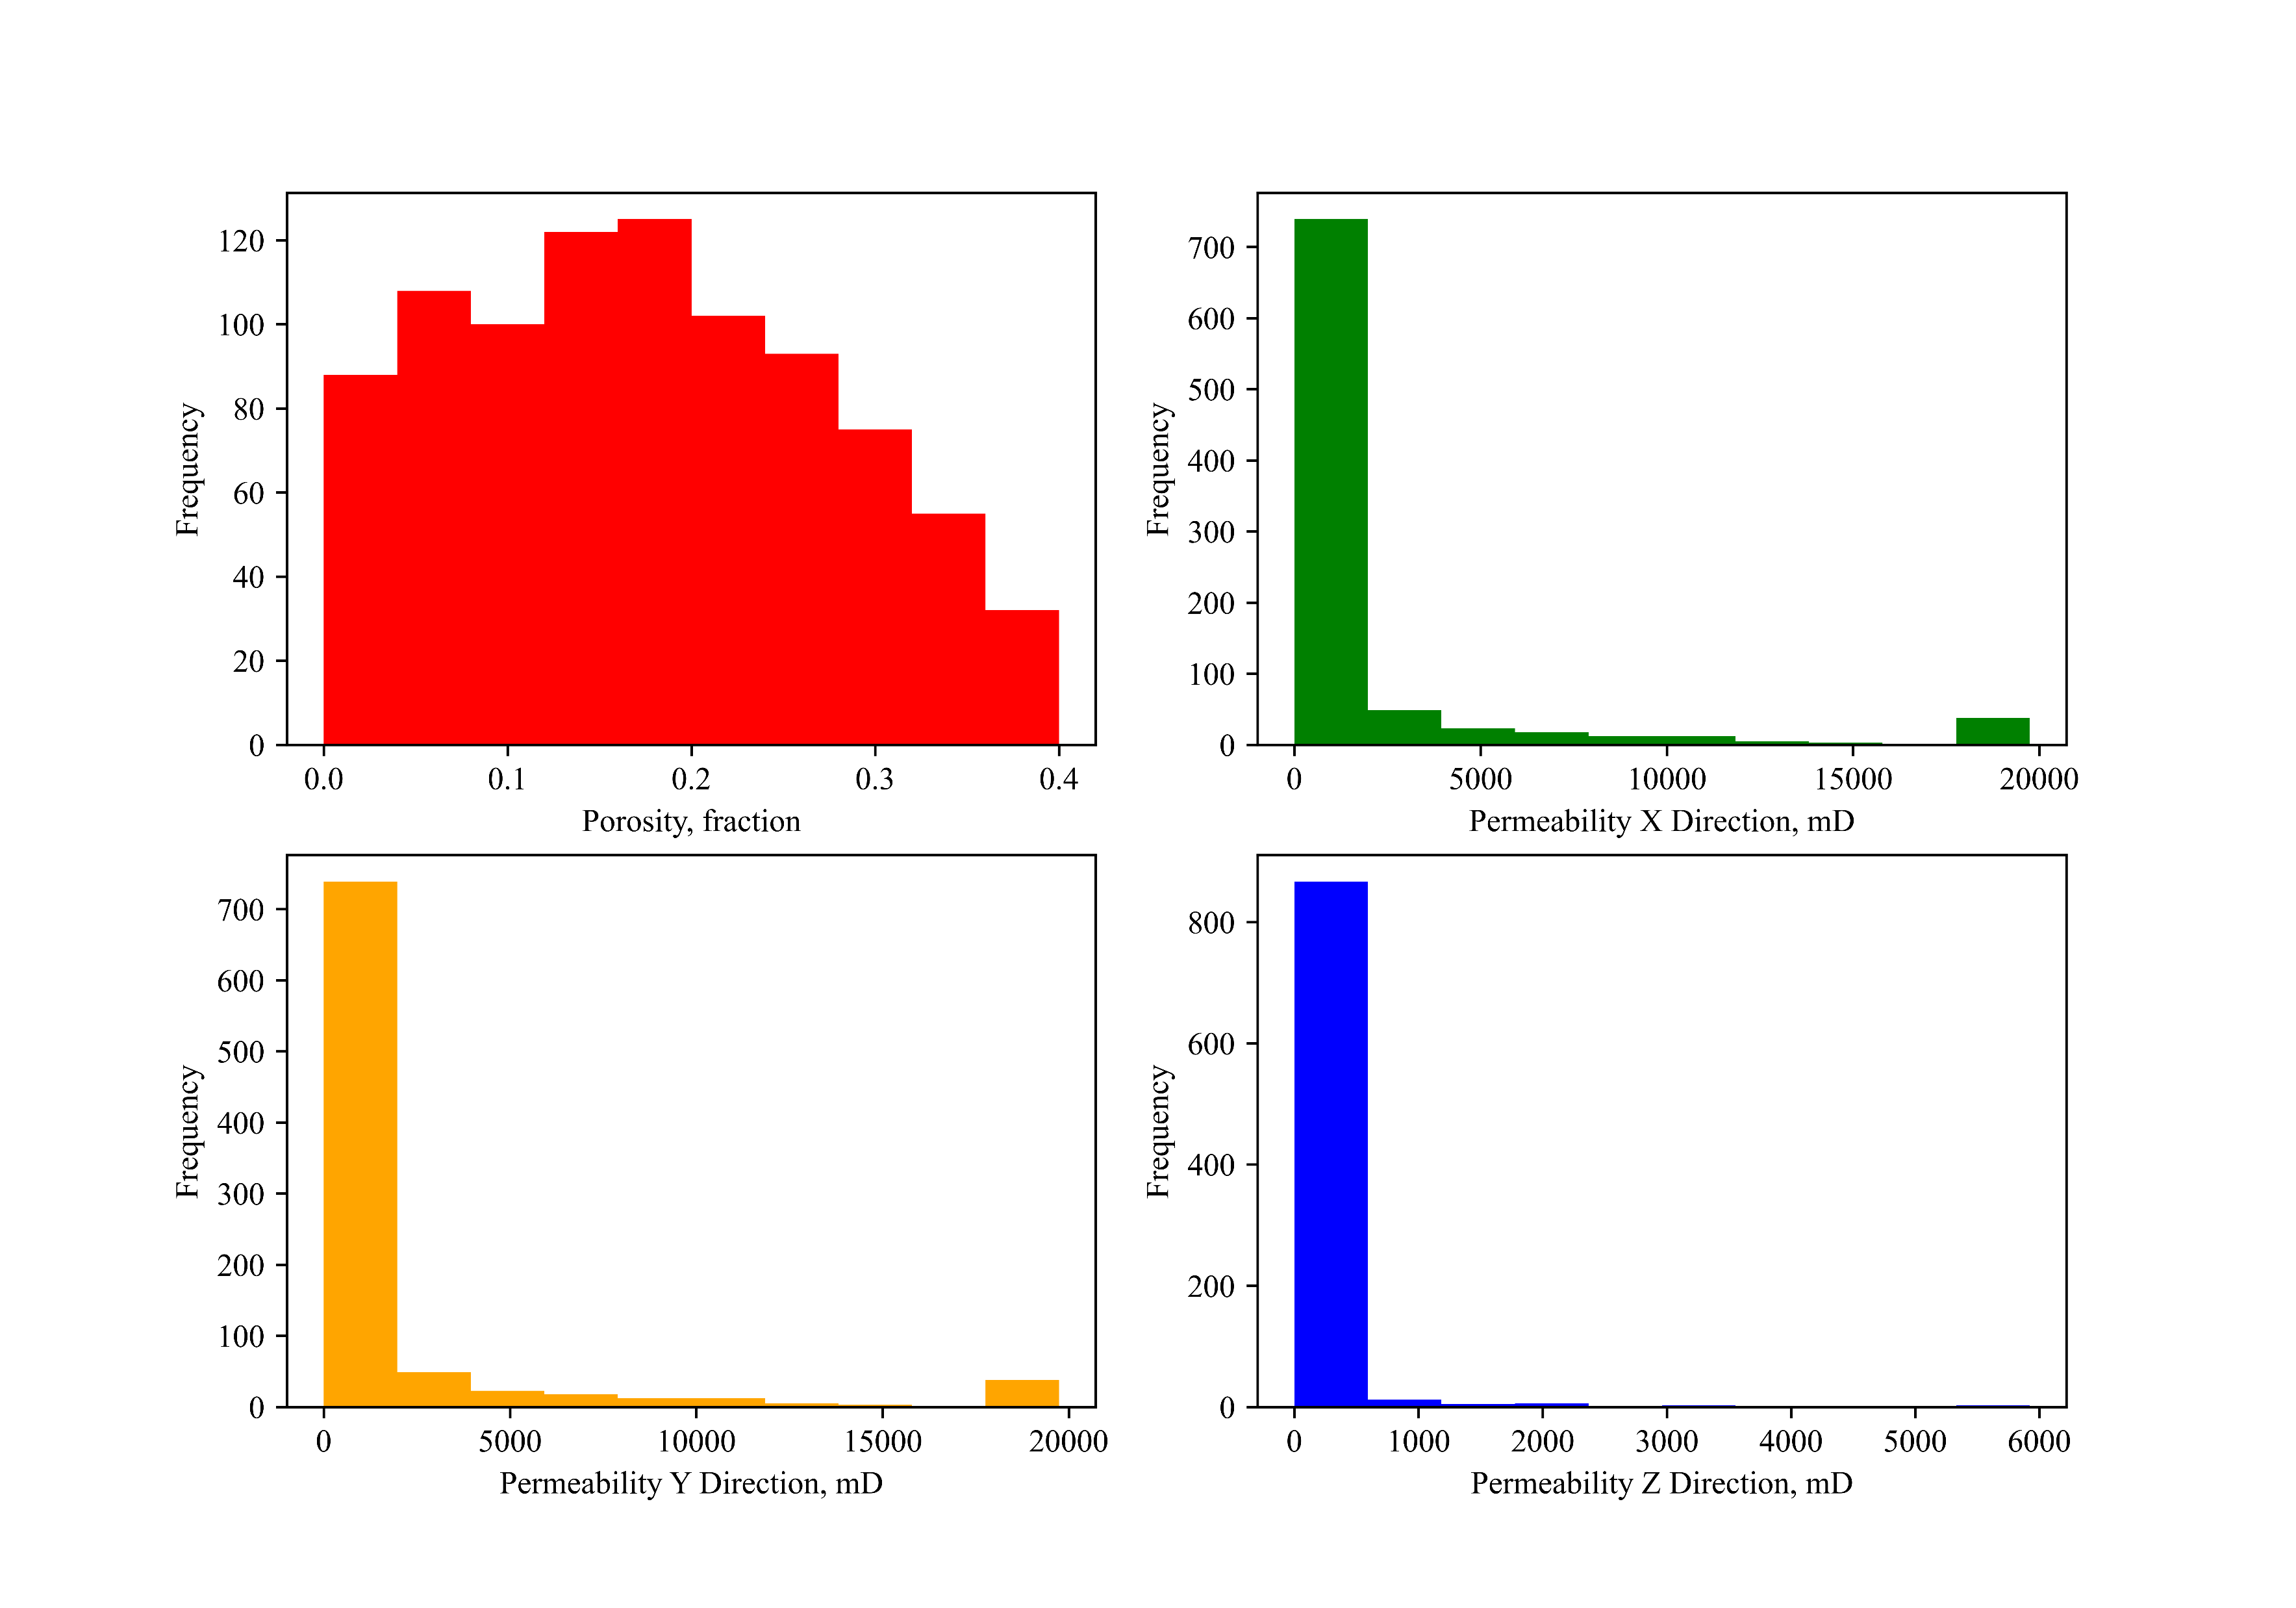 120
100
80
60
40
20
0
Frequency
0.0 0.1 0.2 0.3 0.4
Porosity, fraction
700
600
500
400
300
200
100
0
Frequency
0 5000 10000 15000 20000
Permeability X Direction, mD
700
600
500
400
300
200
100
0
Frequency
0 5000 10000 15000 20000
Permeability Y Direction, mD
800
600
400
200
0
Frequency
0 1000 2000 3000 4000 5000 6000
Permeability Z Direction, mD